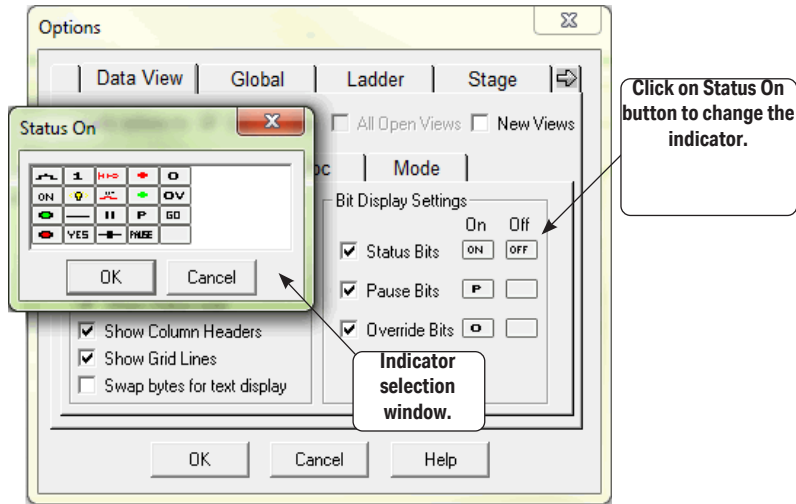 Options
Data View Global Ladder Stage
Status On
All Open Views New Views
oc Mode
1 O
ON OV
II P GO
YES PAUSE
OK Cancel
Bit Display Settings
On Off
Status Bits ON OFF
Pause Bits P
Override Bits O
Show Column Headers
Show Grid Lines
Swap bytes for text display
OK Cancel Help
Click on Status On
button to change the
indicator.
Indicator
selection
window.